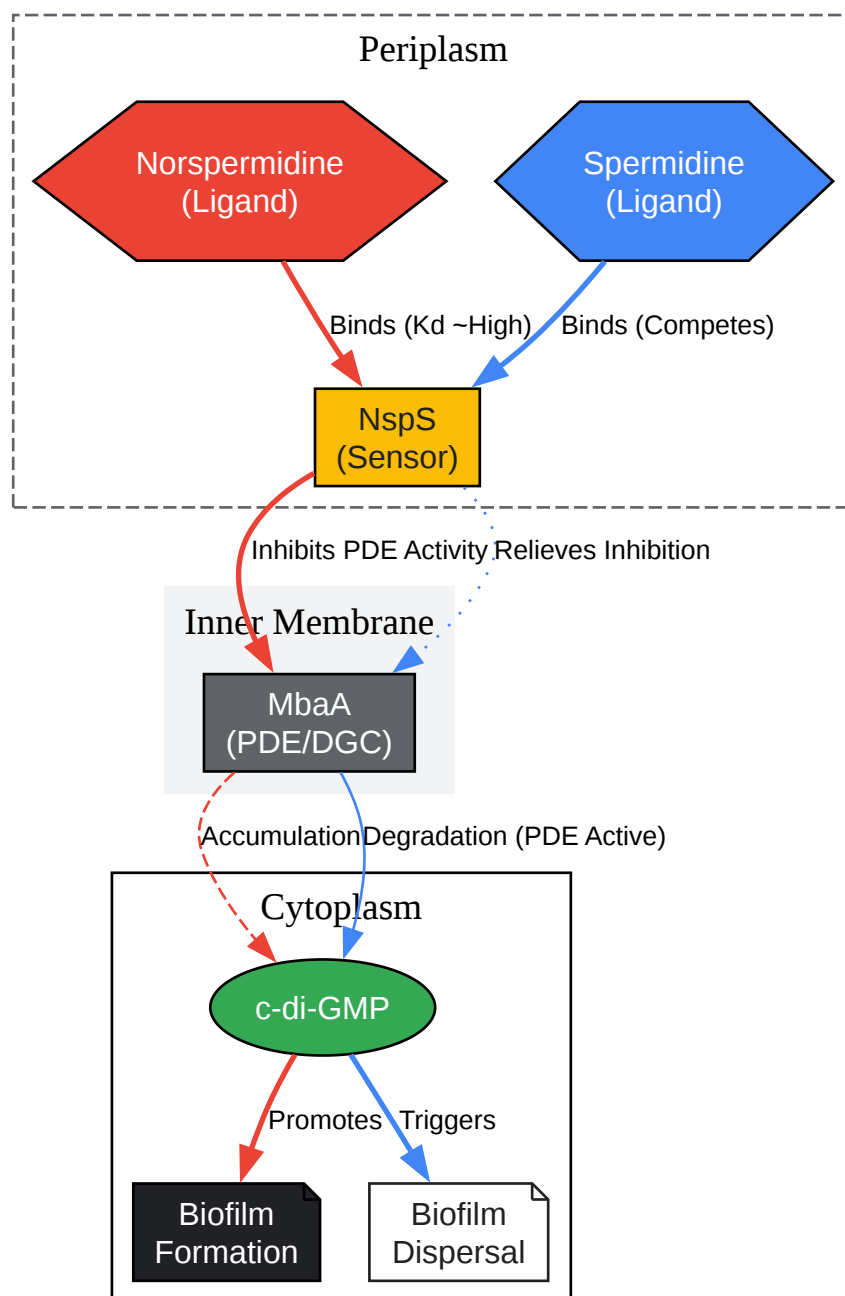 Periplasm
Norspermidine
(Ligand)
Spermidine
(Ligand)
Binds (Kd ~High)
Binds (Competes)
NspS
(Sensor)
Inhibits PDE Activity
Relieves Inhibition
Inner Membrane
MbaA
(PDE/DGC)
Accumulation
Degradation (PDE Active)
Cytoplasm
c-di-GMP
Promotes
Triggers
Biofilm
Formation
Biofilm
Dispersal